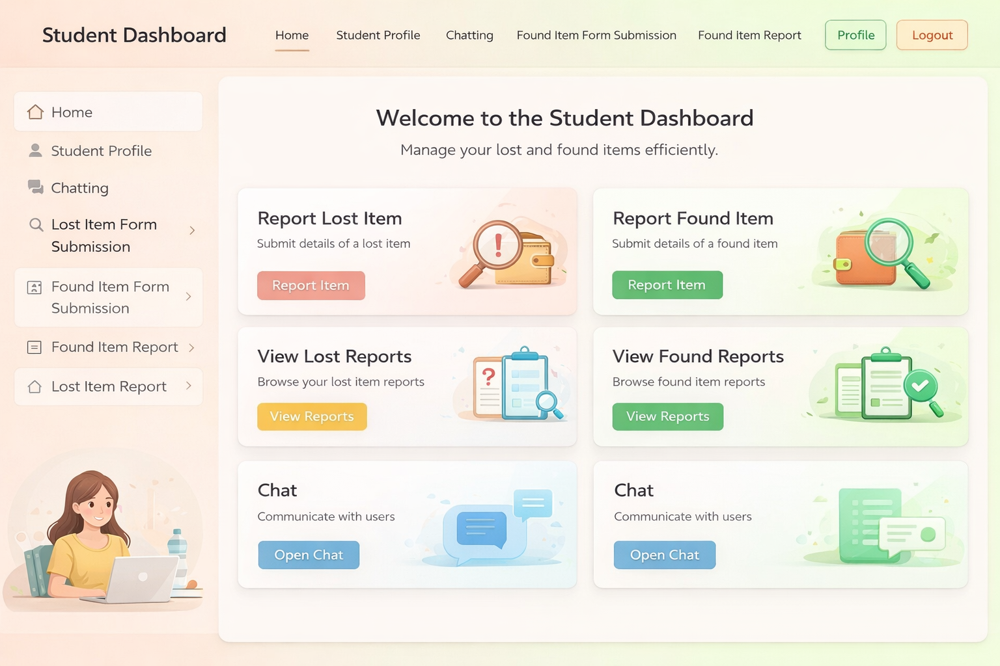 Student Dashboard
Home
Student Profile
Chatting
Found Item Form Submission
Found Item Report
Profile
Logout
Home
Student Profile
Chatting
Lost Item Form
Submission
Found Item Form
Submission
Found Item Report
Lost Item Report
Welcome to the Student Dashboard
Manage your lost and found items efficiently.
Report Lost Item
Submit details of a lost item
Report Item
Report Found Item
Submit details of a found item
Report Item
View Lost Reports
Browse your lost item reports
View Reports
View Found Reports
Browse found item reports
View Reports
Chat
Communicate with users
Open Chat
Chat
Communicate with users
Open Chat